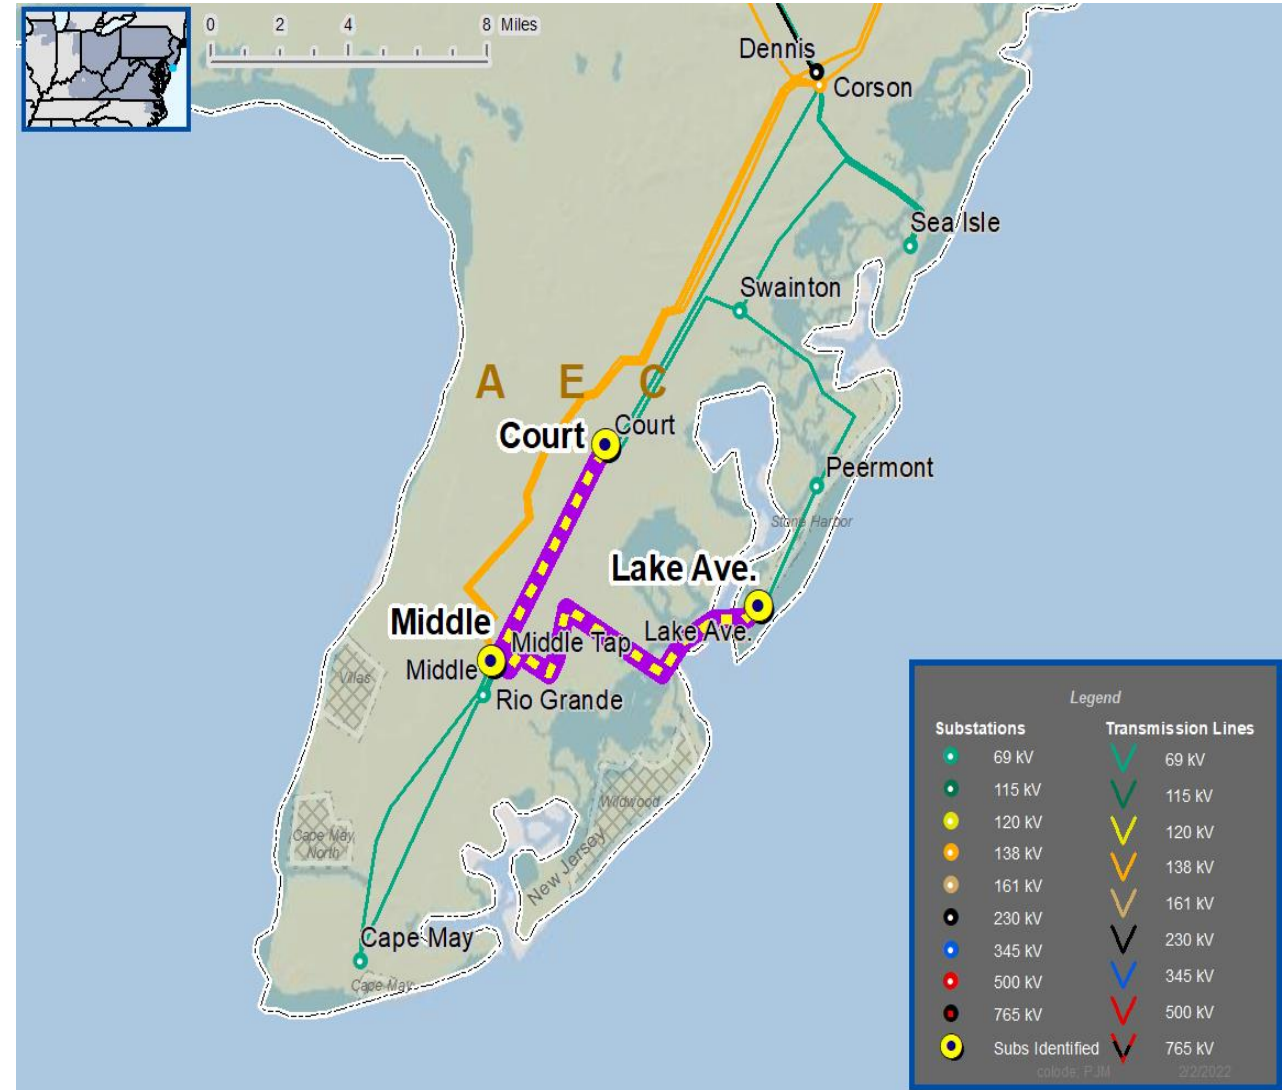 0 2 4 8 Miles
Dennis
Corson
Sea Isle
Swainton
A E C
Court
Court
Peermont
Stone Harbor
Lake Ave.
Middle
Middle Tap
Lake Ave.
Middle
Villas
Rio Grande
Wildwood
Cape May North
New Jersey
Cape May
Cape May
Legend
Substations Transmission Lines
69 kV 69 kV
115 kV 115 kV
120 kV 120 kV
138 kV 138 kV
161 kV 161 kV
230 kV 230 kV
345 kV 345 kV
500 kV 500 kV
765 kV
Subs Identified 765 kV
colode: PJM 2/2/2022